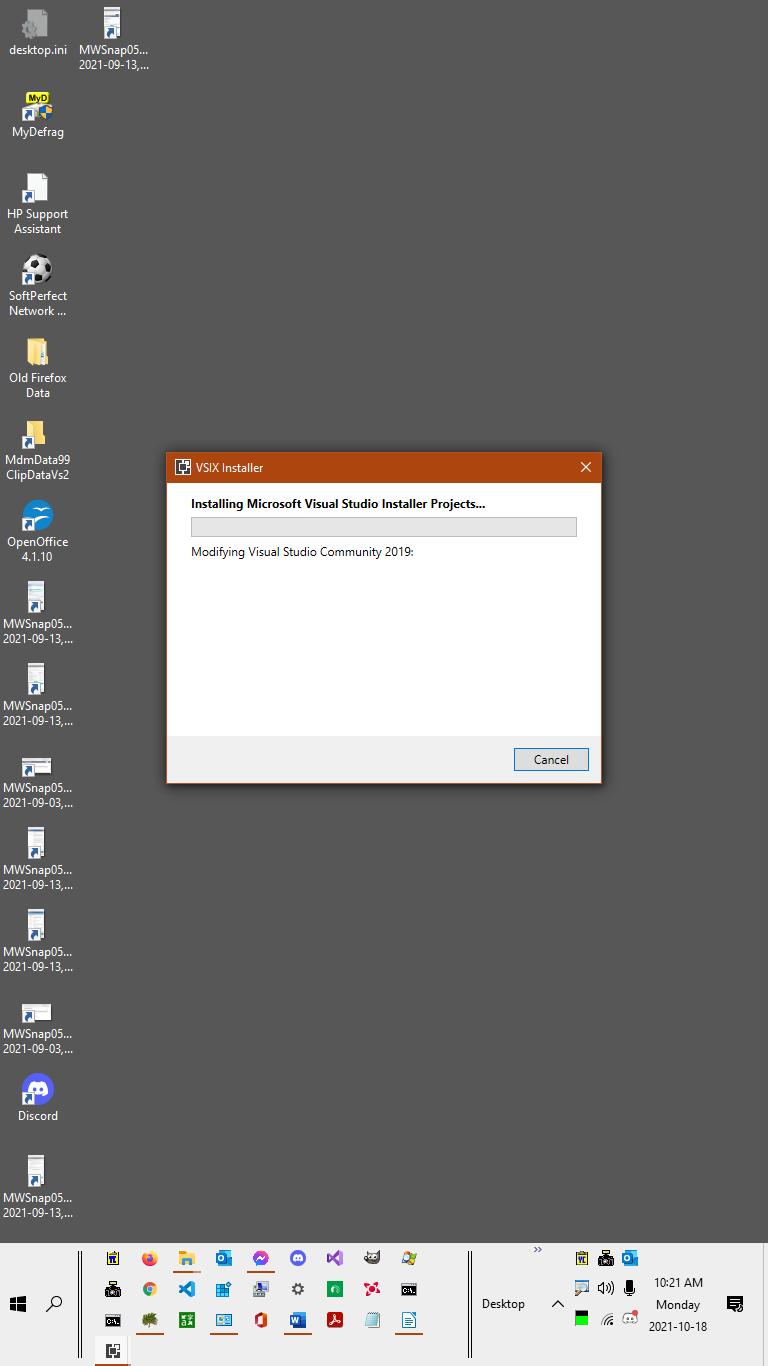 desktop.ini
MWSnap05...
2021-09-13,...
MyD
MyDefrag
HP Support
Assistant
SoftPerfect
Network ...
Old Firefox
Data
MdmData99
ClipDataVs2
OpenOffice
4.1.10
MWSnap05...
2021-09-13,...
MWSnap05...
2021-09-13,...
MWSnap05...
2021-09-03,...
MWSnap05...
2021-09-13,...
MWSnap05...
2021-09-13,...
MWSnap05...
2021-09-03,...
Discord
MWSnap05...
2021-09-13,...
VSIX Installer
Installing Microsoft Visual Studio Installer Projects...
Modifying Visual Studio Community 2019:
Cancel
Desktop
10:21 AM
Monday
2021-10-18